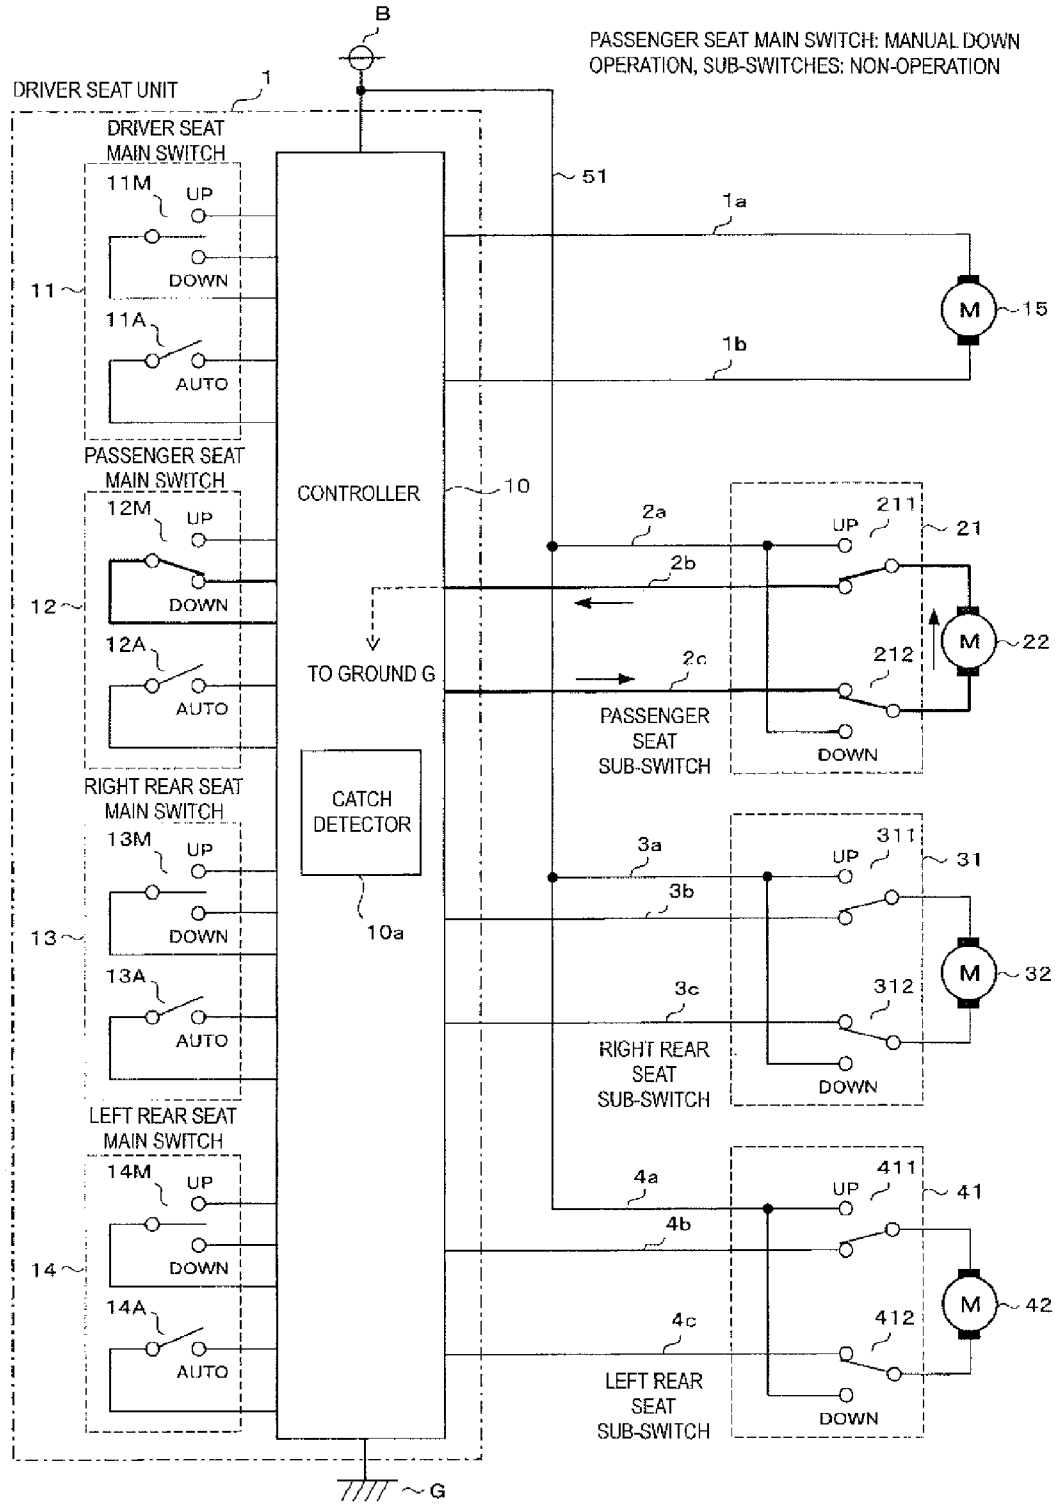 B
PASSENGER SEAT MAIN SWITCH: MANUAL DOWN
OPERATION, SUB-SWITCHES: NON-OPERATION
DRIVER SEAT UNIT
1
DRIVER SEAT
MAIN SWITCH
11M
UP
DOWN
11
11A
AUTO
51
1a
M
15
1b
PASSENGER SEAT
MAIN SWITCH
12M
UP
DOWN
12
12A
AUTO
CONTROLLER
10
2a
2b
TO GROUND G
2c
UP
211
21
M
22
212
DOWN
PASSENGER
SEAT
SUB-SWITCH
RIGHT REAR SEAT
MAIN SWITCH
13M
UP
DOWN
13
13A
AUTO
CATCH
DETECTOR
10a
3a
3b
3c
UP
311
31
M
32
312
DOWN
RIGHT REAR
SEAT
SUB-SWITCH
LEFT REAR SEAT
MAIN SWITCH
14M
UP
DOWN
14
14A
AUTO
4a
4b
4c
UP
411
41
M
42
412
DOWN
LEFT REAR
SEAT
SUB-SWITCH
G